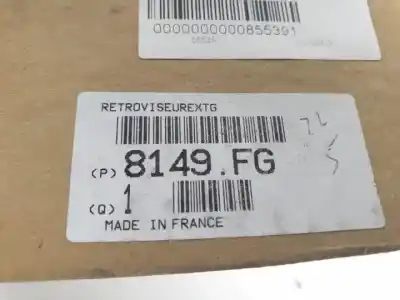 0000000000855391
RETROVISEUREXTG
(P) 8149.FG
(Q) 1
MADE IN FRANCE